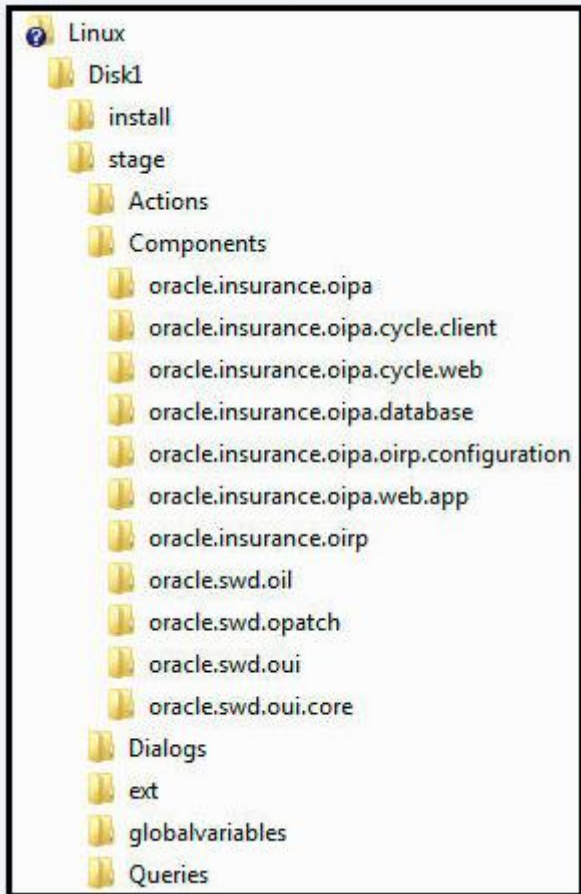 Linux
Disk1
install
stage
Actions
Components
oracle.insurance.oipa
oracle.insurance.oipa.cycle.client
oracle.insurance.oipa.cycle.web
oracle.insurance.oipa.database
oracle.insurance.oipa.oirp.configuration
oracle.insurance.oipa.web.app
oracle.insurance.oirp
oracle.swd.oil
oracle.swd.opatch
oracle.swd.oui
oracle.swd.oui.core
Dialogs
ext
globalvariables
Queries